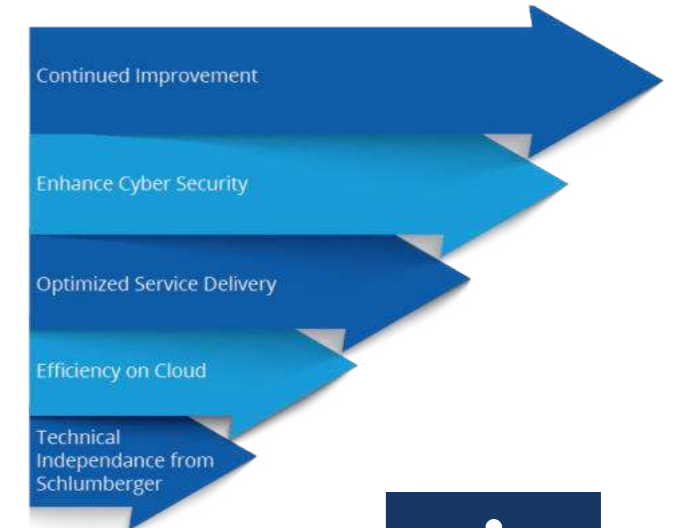 Continued Improvement
Enhance Cyber Security
Optimized Service Delivery
Efficiency on Cloud
Technical
Independance from
Schlumberger